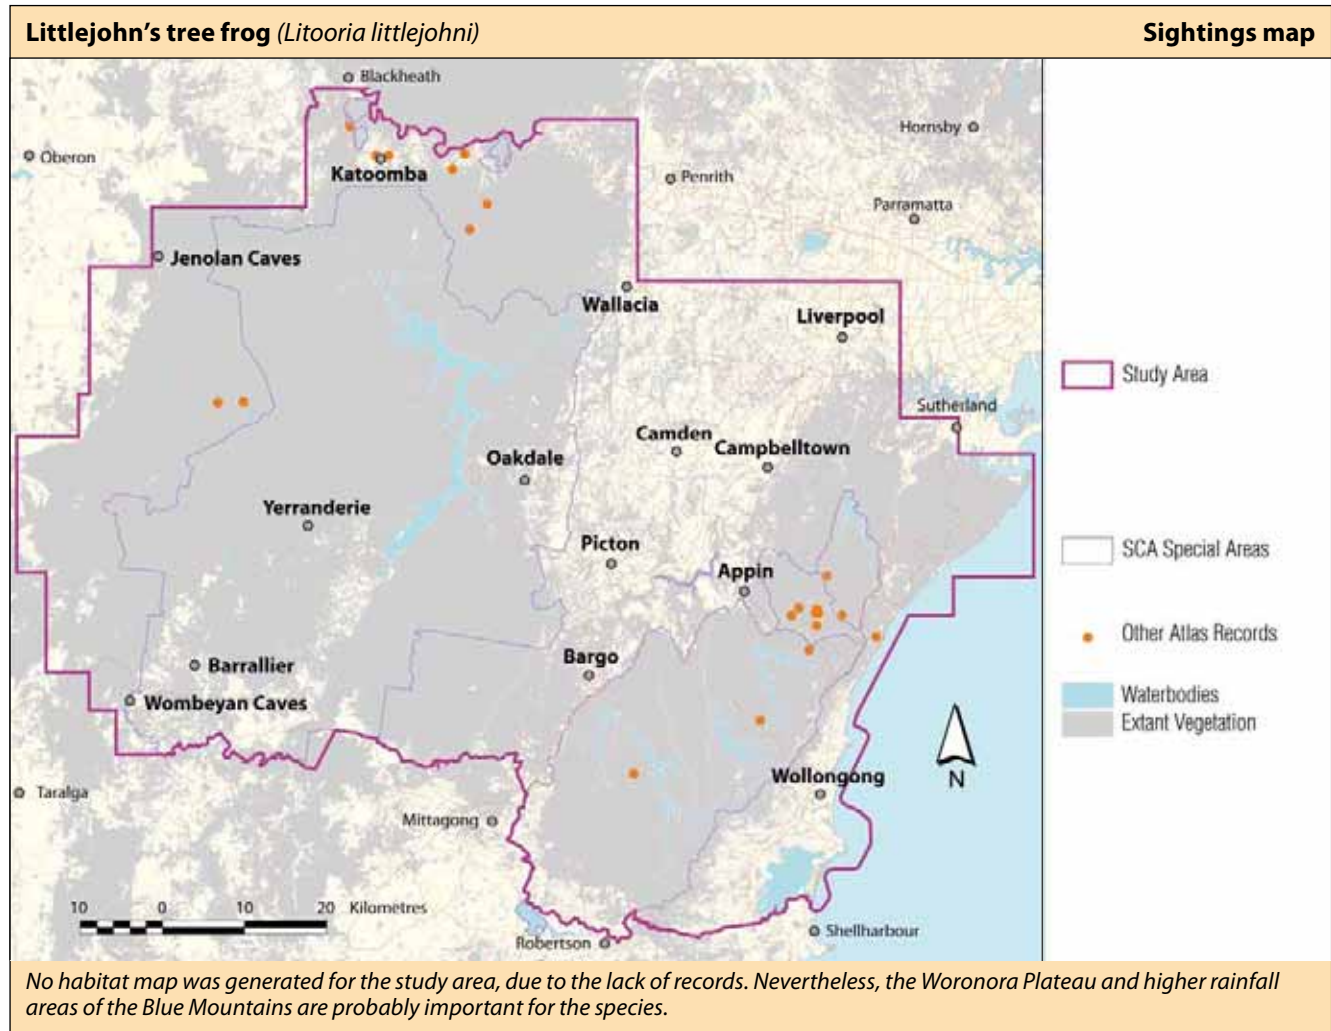 Littlejohn's tree frog (Litooria littlejohni) Sightings map
Blackheath
Hornsby
Oberon
Katoomba
Penrith
Parramatta
Jenolan Caves
Wallacia
Liverpool
Study Area
Sutherland
Camden
Campbelltown
Oakdale
Yerranderie
Picton
SCA Special Areas
Appin
Other Atlas Records
Bargo
Barrallier
Waterbodies
Wombeyan Caves
Extant Vegetation
Wollongong
N
Taralga
Mittagong
10 0 10 20 Kilometres
Shellharbour
Robertson
No habitat map was generated for the study area, due to the lack of records. Nevertheless, the Woronora Plateau and higher rainfall
areas of the Blue Mountains are probably important for the species.